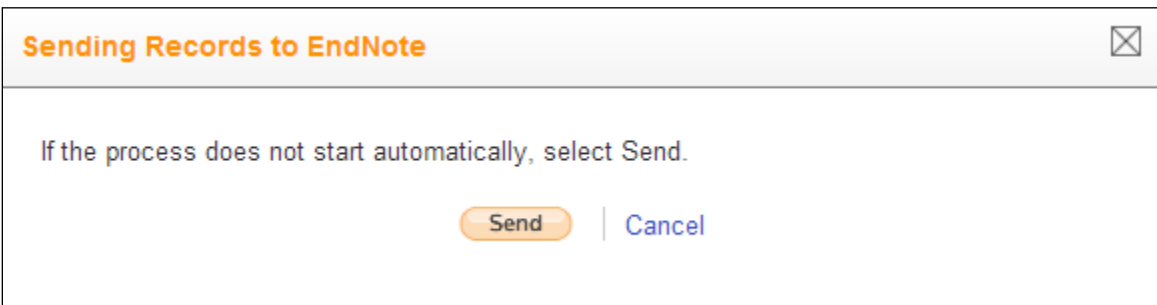 Sending Records to EndNote
If the process does not start automatically, select Send.
Send
Cancel